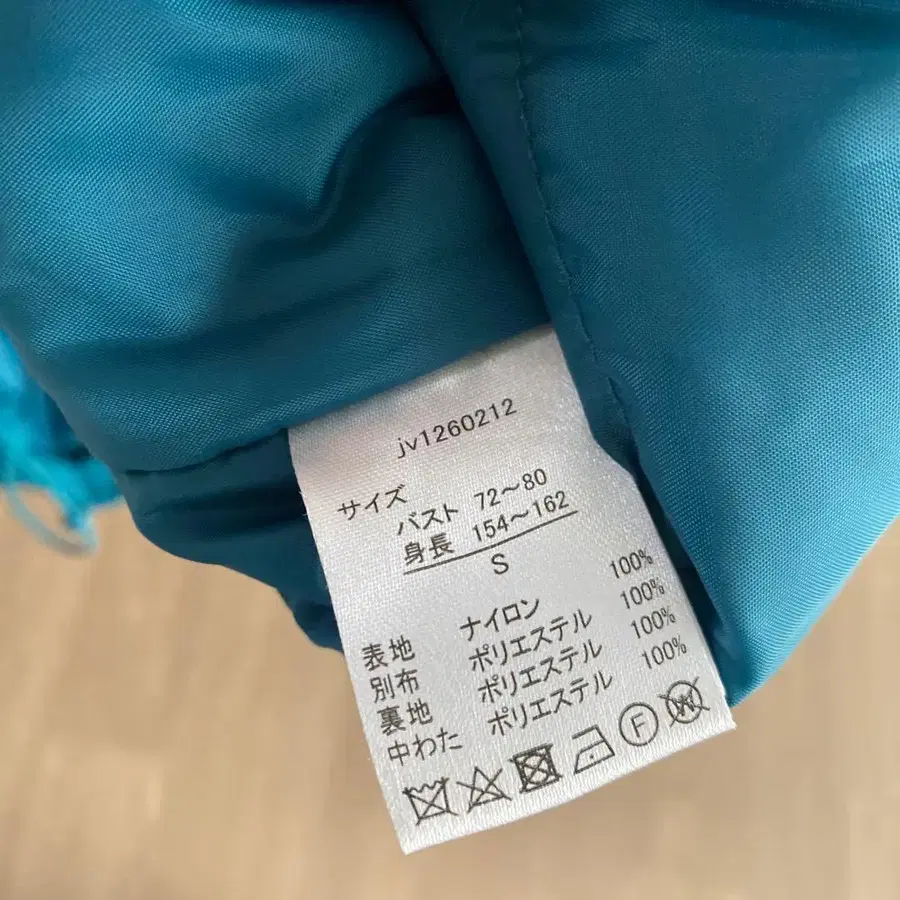 jv1260212
サイズ
バスト 72～80
身長 154～162
S
表地 ナイロン 100%
別布 ポリエステル 100%
裏地 ポリエステル 100%
中わた ポリエステル 100%
F W